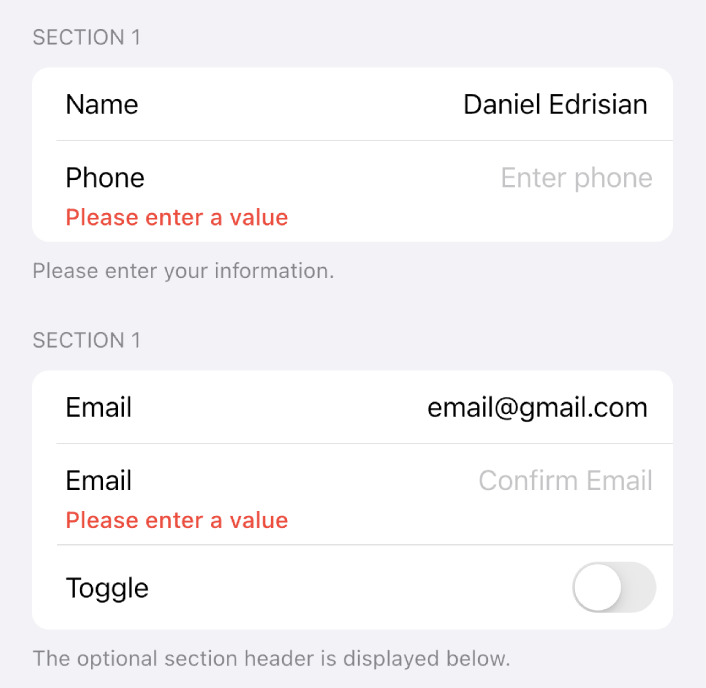 SECTION 1
Name Daniel Edrisian
Phone Enter phone
Please enter a value
Please enter your information.
SECTION 1
Email email@gmail.com
Email Confirm Email
Please enter a value
Toggle
The optional section header is displayed below.